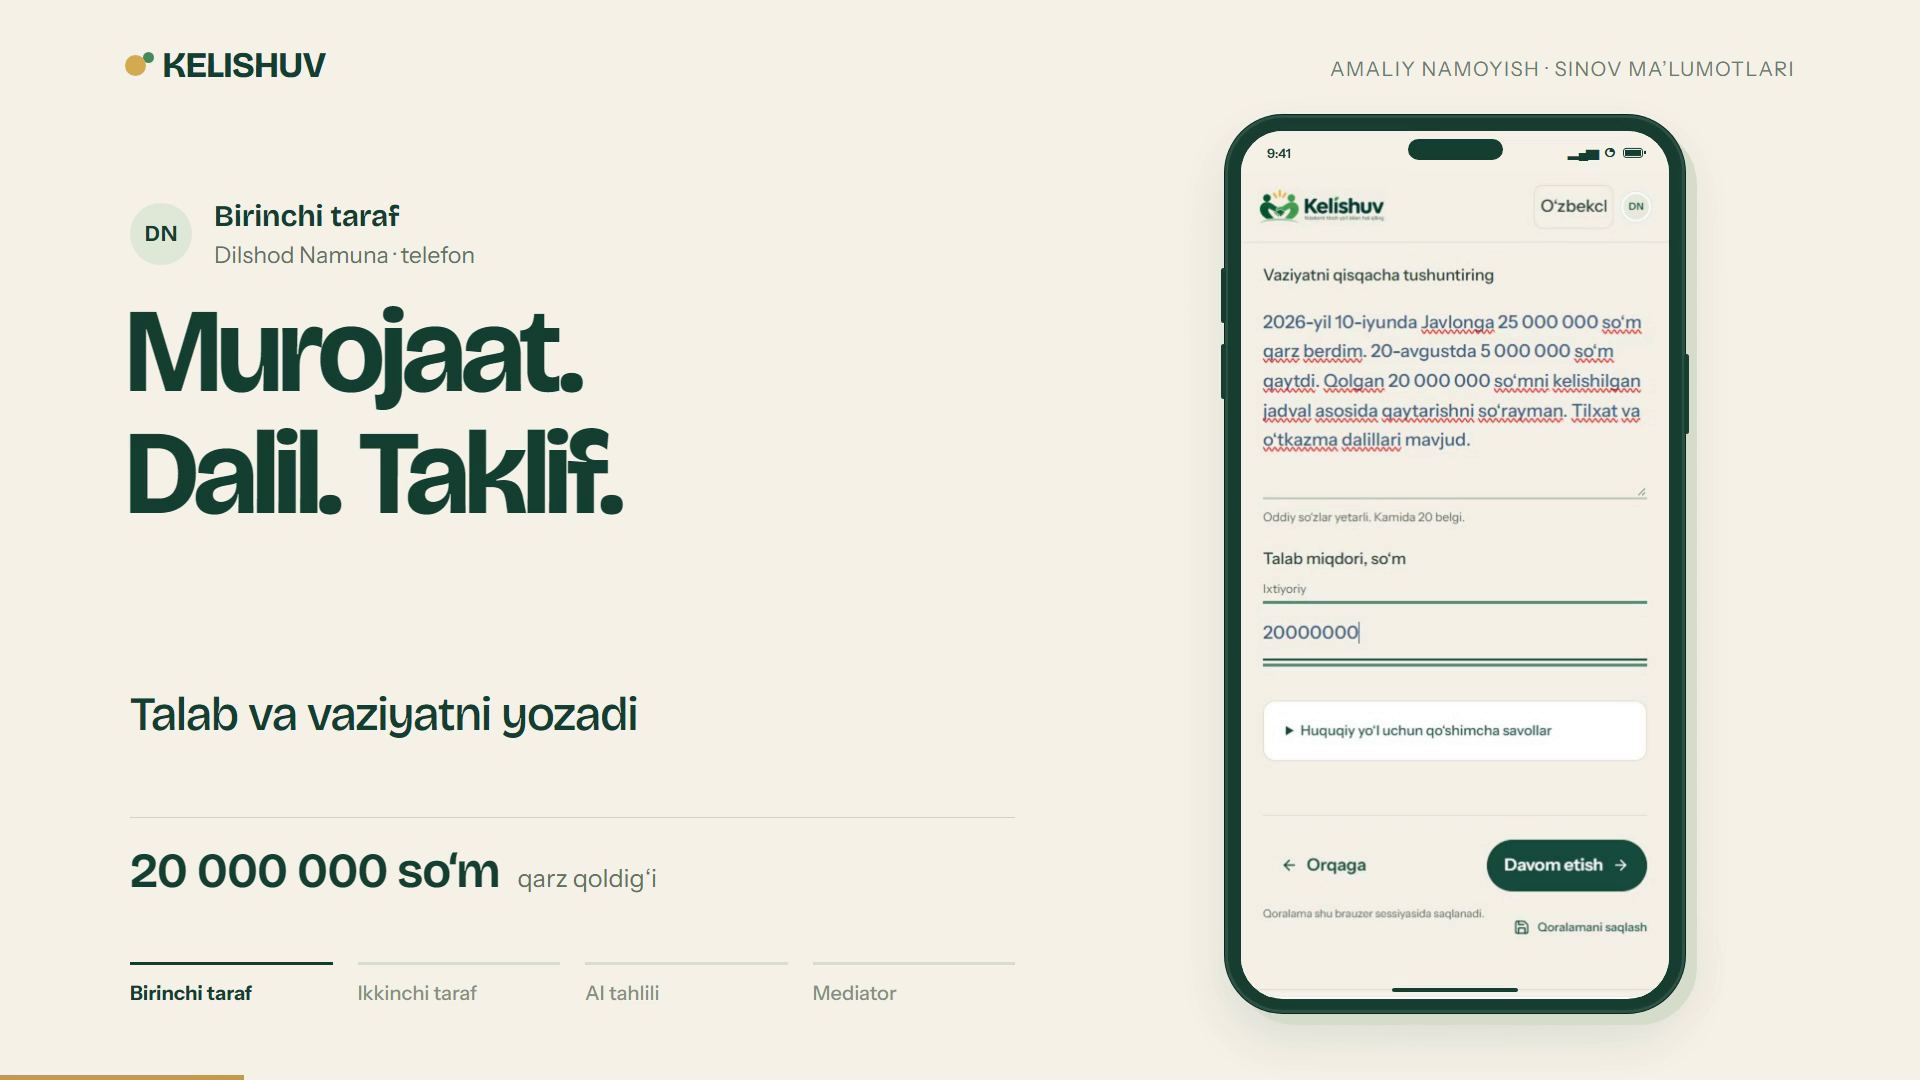 KELISHUV
AMALIY NAMOYISH · SINOV MA’LUMOTLARI
DN
Birinchi taraf
Dilshod Namuna · telefon
Murojaat.
Dalil. Taklif.
Talab va vaziyatni yozadi
20 000 000 so‘m qarz qoldig‘i
Birinchi taraf
Ikkinchi taraf
AI tahlili
Mediator
9:41
Kelishuv
O‘zbekcl
DN
Vaziyatni qisqacha tushuntiring
2026-yil 10-iyunda Javlonga 25 000 000 so‘m
qarz berdim. 20-avgustda 5 000 000 so‘m
qaytdi. Qolgan 20 000 000 so‘mni kelishilgan
jadval asosida qaytarishni so‘rayman. Tilxat va
o‘tkazma dalillari mavjud.
Oddiy so‘zlar yetarli. Kamida 20 belgi.
Talab miqdori, so‘m
Ixtiyoriy
20000000
Huquqiy yo‘l uchun qo‘shimcha savollar
← Orqaga
Davom etish →
Qoralama shu brauzer sessiyasida saqlanadi.
Qoralamani saqlash